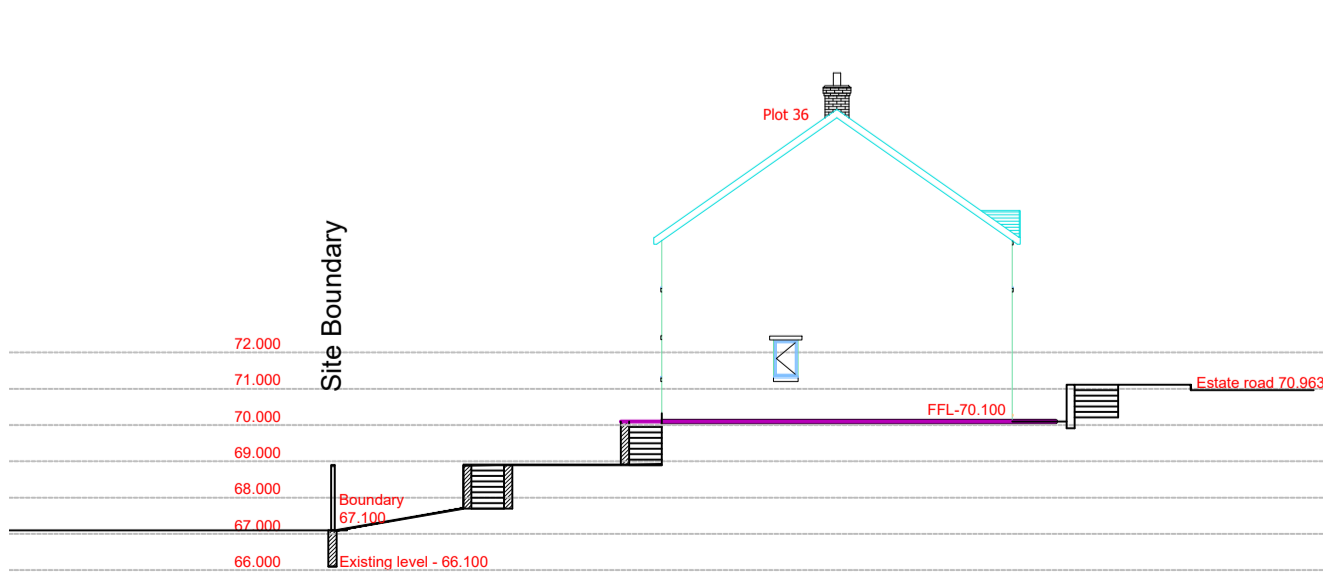 Plot 36
Site Boundary
72.000
71.000
Estate road 70.963
70.000
FFL-70.100
69.000
68.000
Boundary
67.100
67.000
66.000
Existing level - 66.100